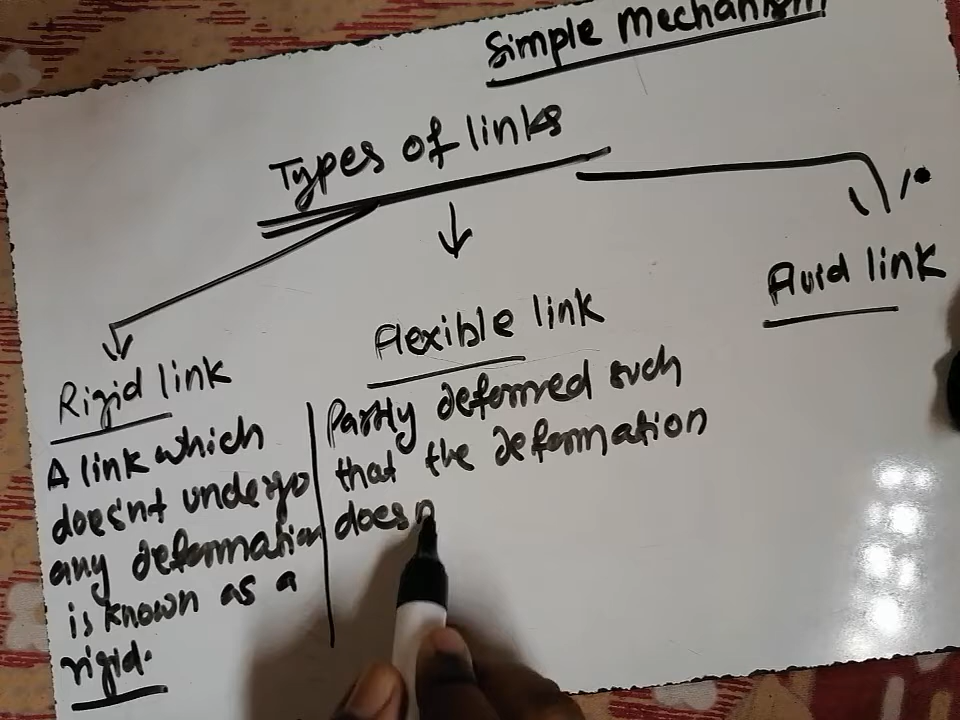 Simple Mechanism
Types of links
Rigid link
A link which
doesn't undergo
any deformation
is known as a
rigid.
Flexible link
Partly deformed such
that the deformation
does n
Fluid link